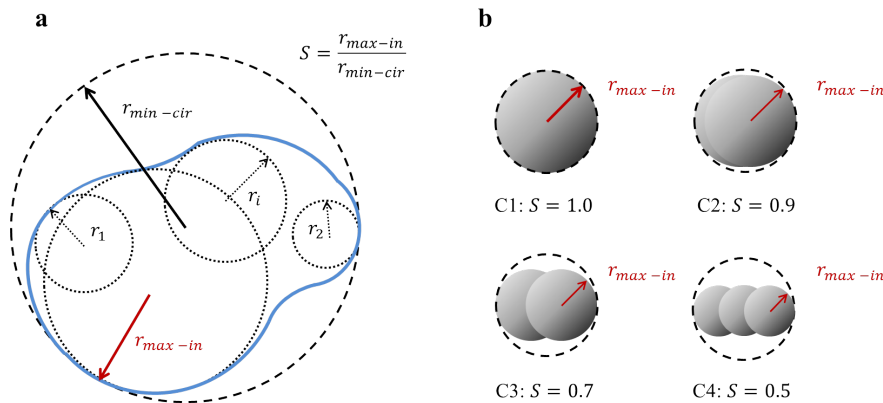 a
S = r_{max-in} / r_{min-cir}
r_{min-cir}
r_i
r_1
r_2
r_{max-in}
b
r_{max-in}
r_{max-in}
C1: S = 1.0
C2: S = 0.9
r_{max-in}
r_{max-in}
C3: S = 0.7
C4: S = 0.5